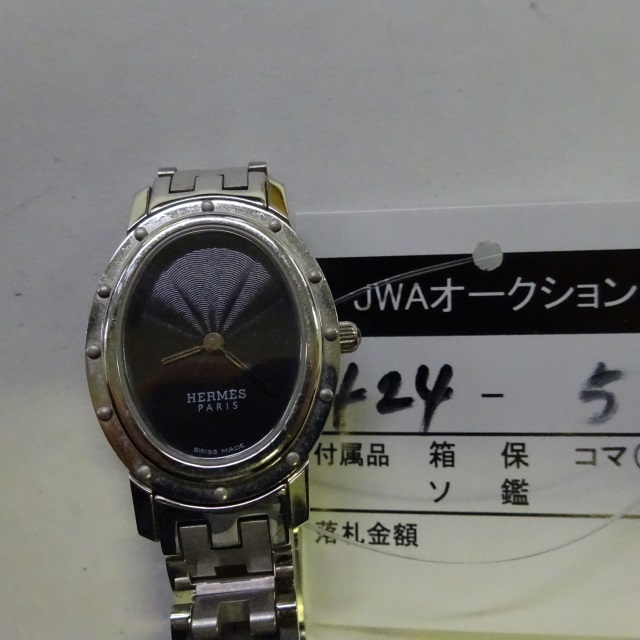 HERMES
PARIS
SWISS MADE
JWAオークション
424 - 5
付属品 箱 保 コマ(
ソ 鑑
落札金額